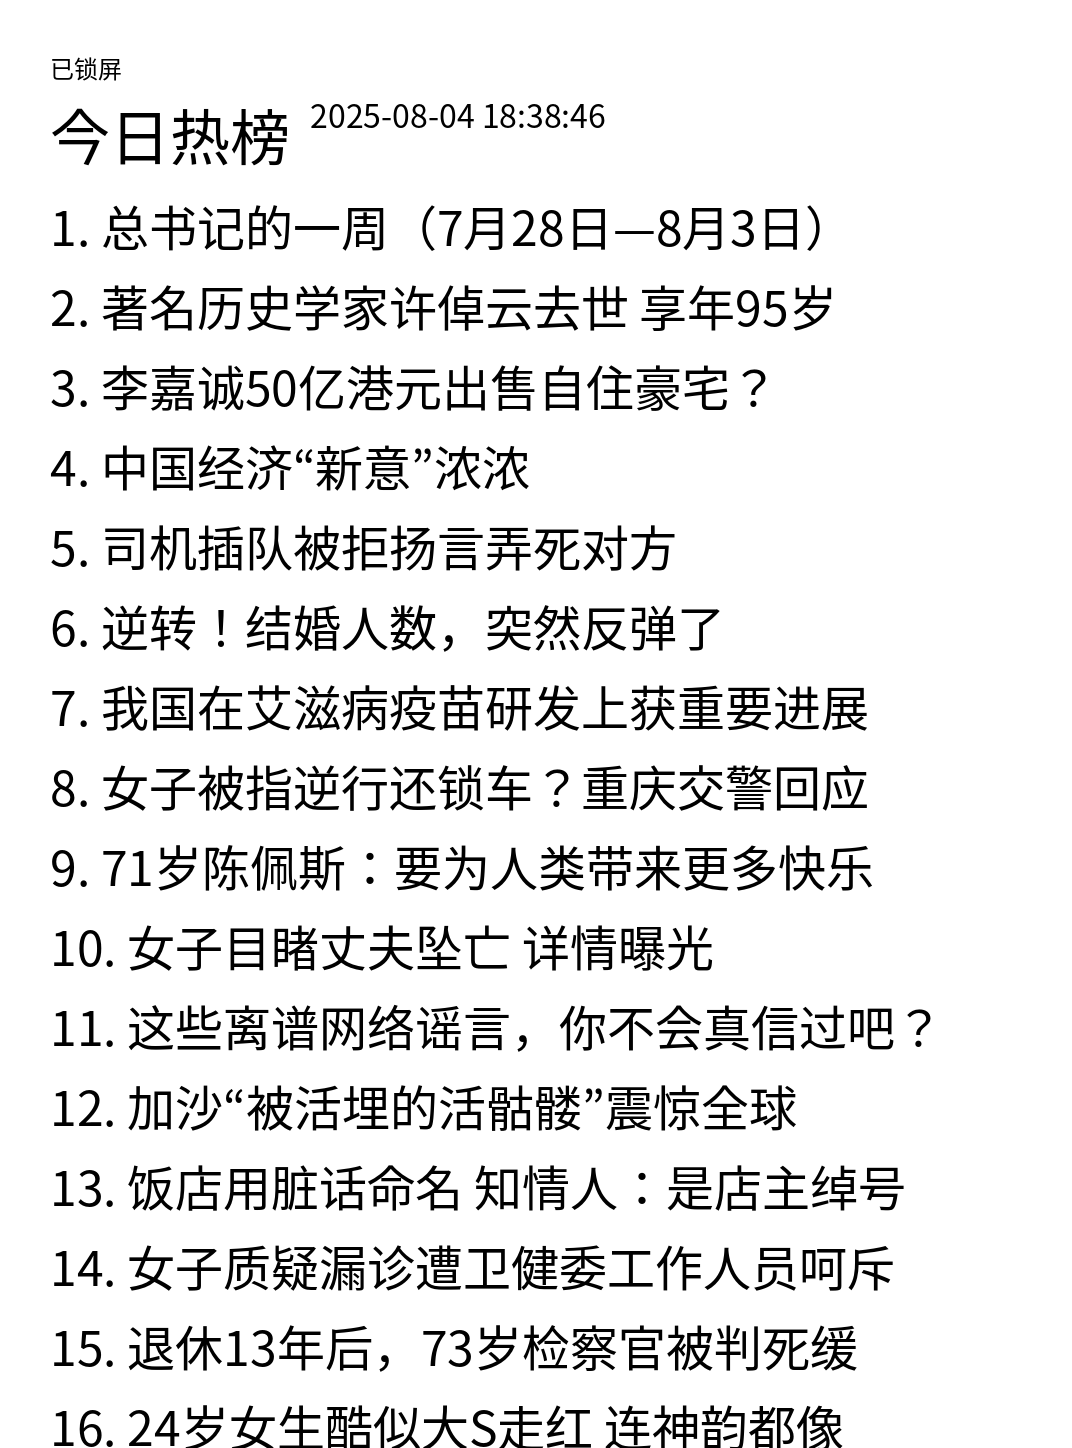 已锁屏
今日热榜 2025-08-04 18:38:46
1. 总书记的一周（7月28日—8月3日）
2. 著名历史学家许倬云去世 享年95岁
3. 李嘉诚50亿港元出售自住豪宅？
4. 中国经济“新意”浓浓
5. 司机插队被拒扬言弄死对方
6. 逆转！结婚人数，突然反弹了
7. 我国在艾滋病疫苗研发上获重要进展
8. 女子被指逆行还锁车？重庆交警回应
9. 71岁陈佩斯：要为人类带来更多快乐
10. 女子目睹丈夫坠亡 详情曝光
11. 这些离谱网络谣言，你不会真信过吧？
12. 加沙“被活埋的活骷髅”震惊全球
13. 饭店用脏话命名 知情人：是店主绰号
14. 女子质疑漏诊遭卫健委工作人员呵斥
15. 退休13年后，73岁检察官被判死缓
16. 24岁女生酷似大S走红 连神韵都像